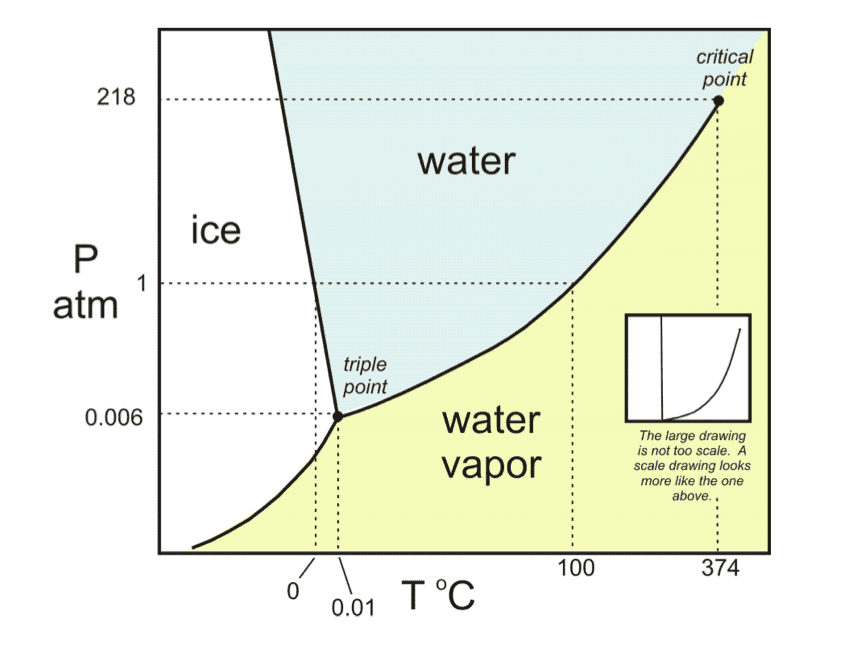 critical
point
218
water
ice
P
atm
1
triple
point
0.006
water
vapor
The large drawing
is not too scale.  A
scale drawing looks
more like the one
above.
0
0.01
T °C
100
374